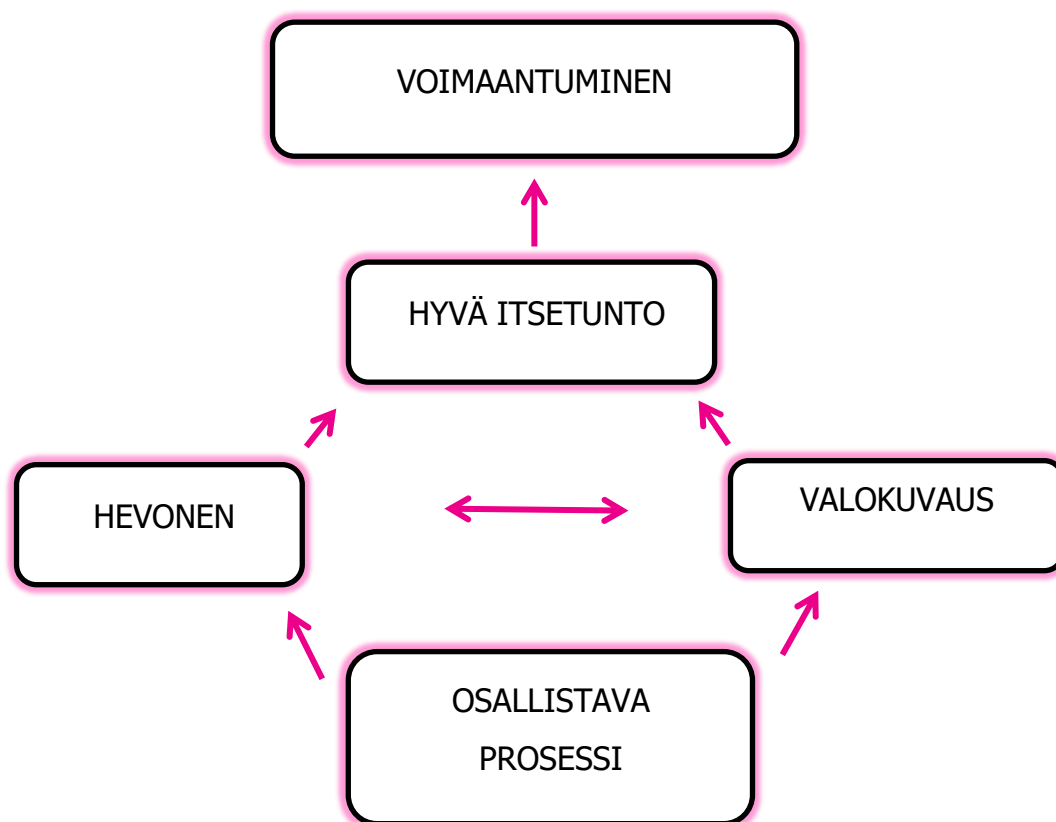 VOIMAANTUMINEN
HYVÄ ITSETUNTO
HEVONEN
VALOKUVAUS
OSALLISTAVA
PROSESSI